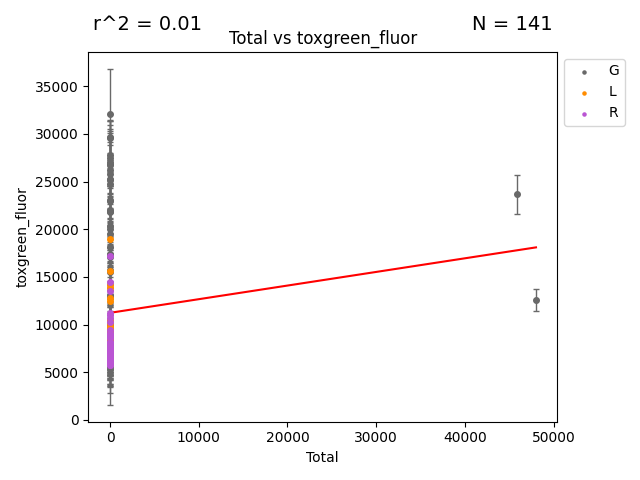 r^2 = 0.01
N = 141
Total vs toxgreen_fluor
35000
30000
25000
20000
15000
10000
5000
0
toxgreen_fluor
0
10000
20000
30000
40000
50000
Total
G
L
R